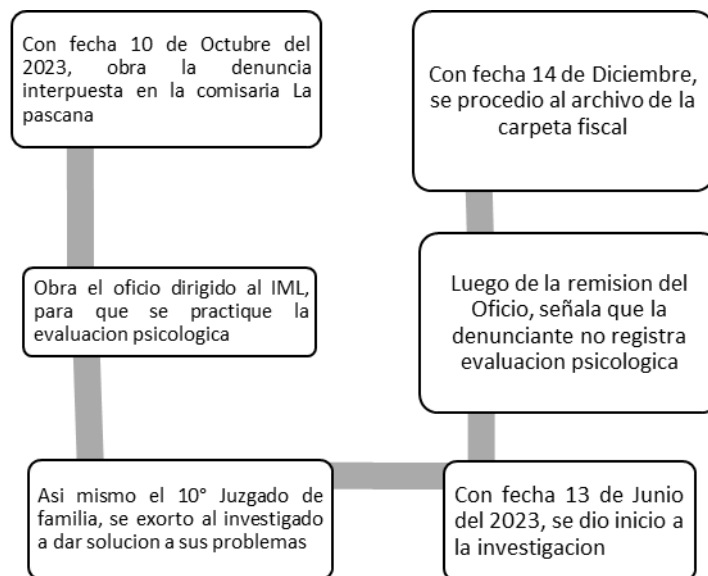 Con fecha 10 de Octubre del
2023, obra la denuncia
interpuesta en la comisaria La
pascana
Obra el oficio dirigido al IML,
para que se practique la
evaluacion psicologica
Asi mismo el 10° Juzgado de
familia, se exorto al investigado
a dar solucion a sus problemas
Con fecha 13 de Junio
del 2023, se dio inicio a
la investigacion
Luego de la remision del
Oficio, señala que la
denunciante no registra
evaluacion psicologica
Con fecha 14 de Diciembre,
se procedio al archivo de la
carpeta fiscal